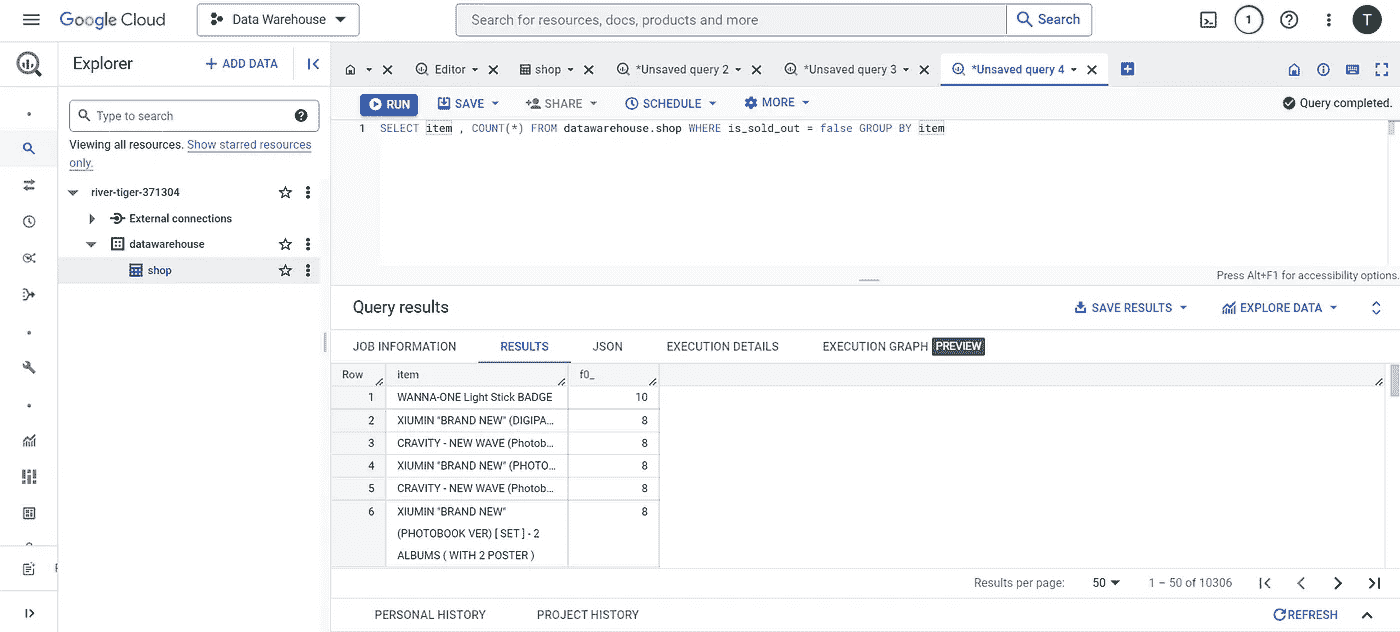 Google Cloud
Data Warehouse
Search for resources, docs, products and more
Search
1
T
Explorer
+ ADD DATA
Editor
shop
*Unsaved query 2
*Unsaved query 3
*Unsaved query 4
Type to search
RUN
SAVE
SHARE
SCHEDULE
MORE
Query completed.
Viewing all resources. Show starred resources
only.
1 SELECT item , COUNT(*) FROM datawarehouse.shop WHERE is_sold_out = false GROUP BY item
river-tiger-371304
External connections
datawarehouse
shop
Press Alt+F1 for accessibility options.
Query results
SAVE RESULTS
EXPLORE DATA
JOB INFORMATION
RESULTS
JSON
EXECUTION DETAILS
EXECUTION GRAPH PREVIEW
Row item f0_
1 WANNA-ONE Light Stick BADGE 10
2 XIUMIN "BRAND NEW" (DIGIPA... 8
3 CRAVITY - NEW WAVE (Photob... 8
4 XIUMIN "BRAND NEW" (PHOTO... 8
5 CRAVITY - NEW WAVE (Photob... 8
6 XIUMIN "BRAND NEW" 8
(PHOTOBOOK VER) [ SET ] - 2
ALBUMS ( WITH 2 POSTER )
Results per page: 50 1 – 50 of 10306
PERSONAL HISTORY
PROJECT HISTORY
REFRESH